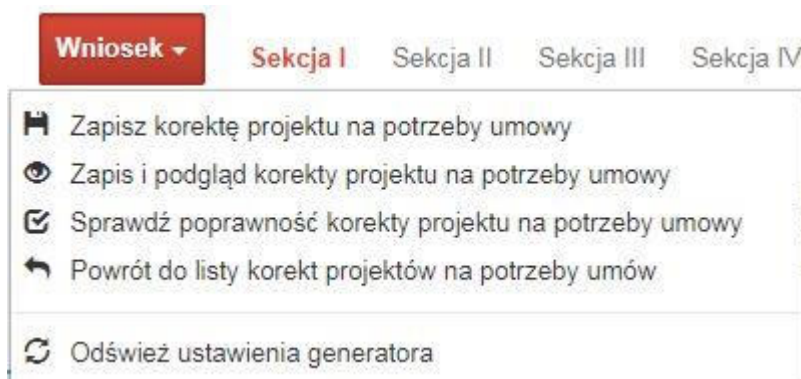 Wniosek
Sekcja I Sekcja II Sekcja III Sekcja IV
Zapisz korektę projektu na potrzeby umowy
Zapis i podgląd korekty projektu na potrzeby umowy
Sprawdź poprawność korekty projektu na potrzeby umowy
Powrót do listy korekt projektów na potrzeby umów
Odśwież ustawienia generatora